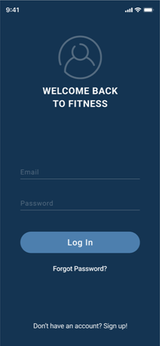 9:41
WELCOME BACK
TO FITNESS
Email
Password
Log In
Forgot Password?
Don't have an account? Sign up!